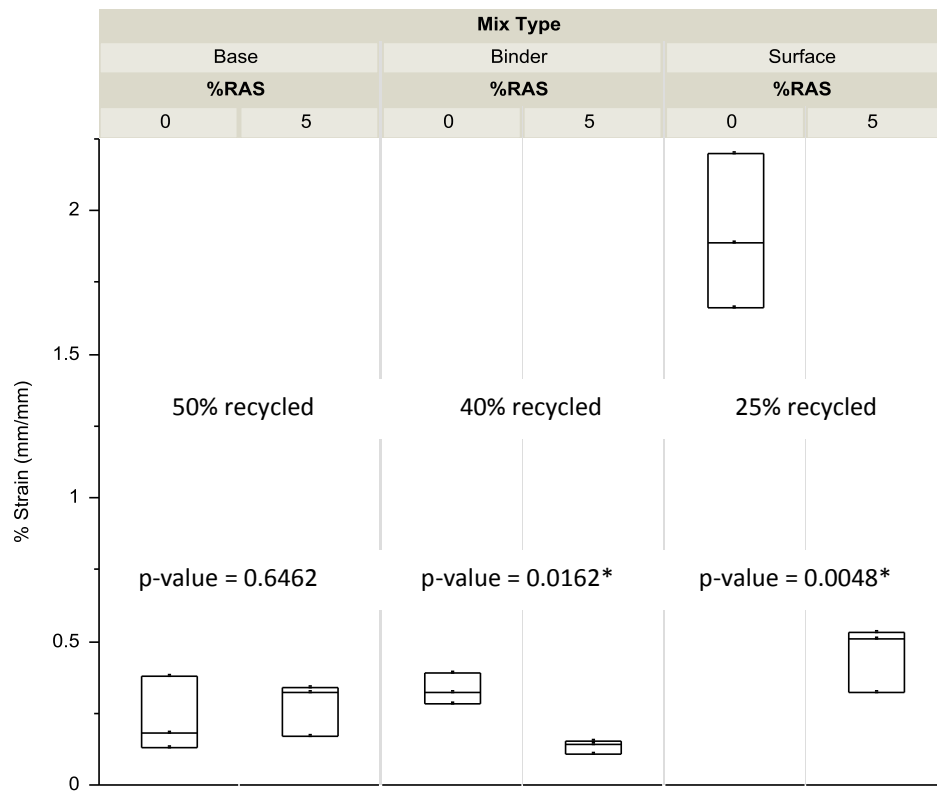 Mix Type
Base Binder Surface
%RAS %RAS %RAS
0 5 0 5 0 5
% Strain (mm/mm)
2
1.5
50% recycled 40% recycled 25% recycled
1
p-value = 0.6462 p-value = 0.0162* p-value = 0.0048*
0.5
0